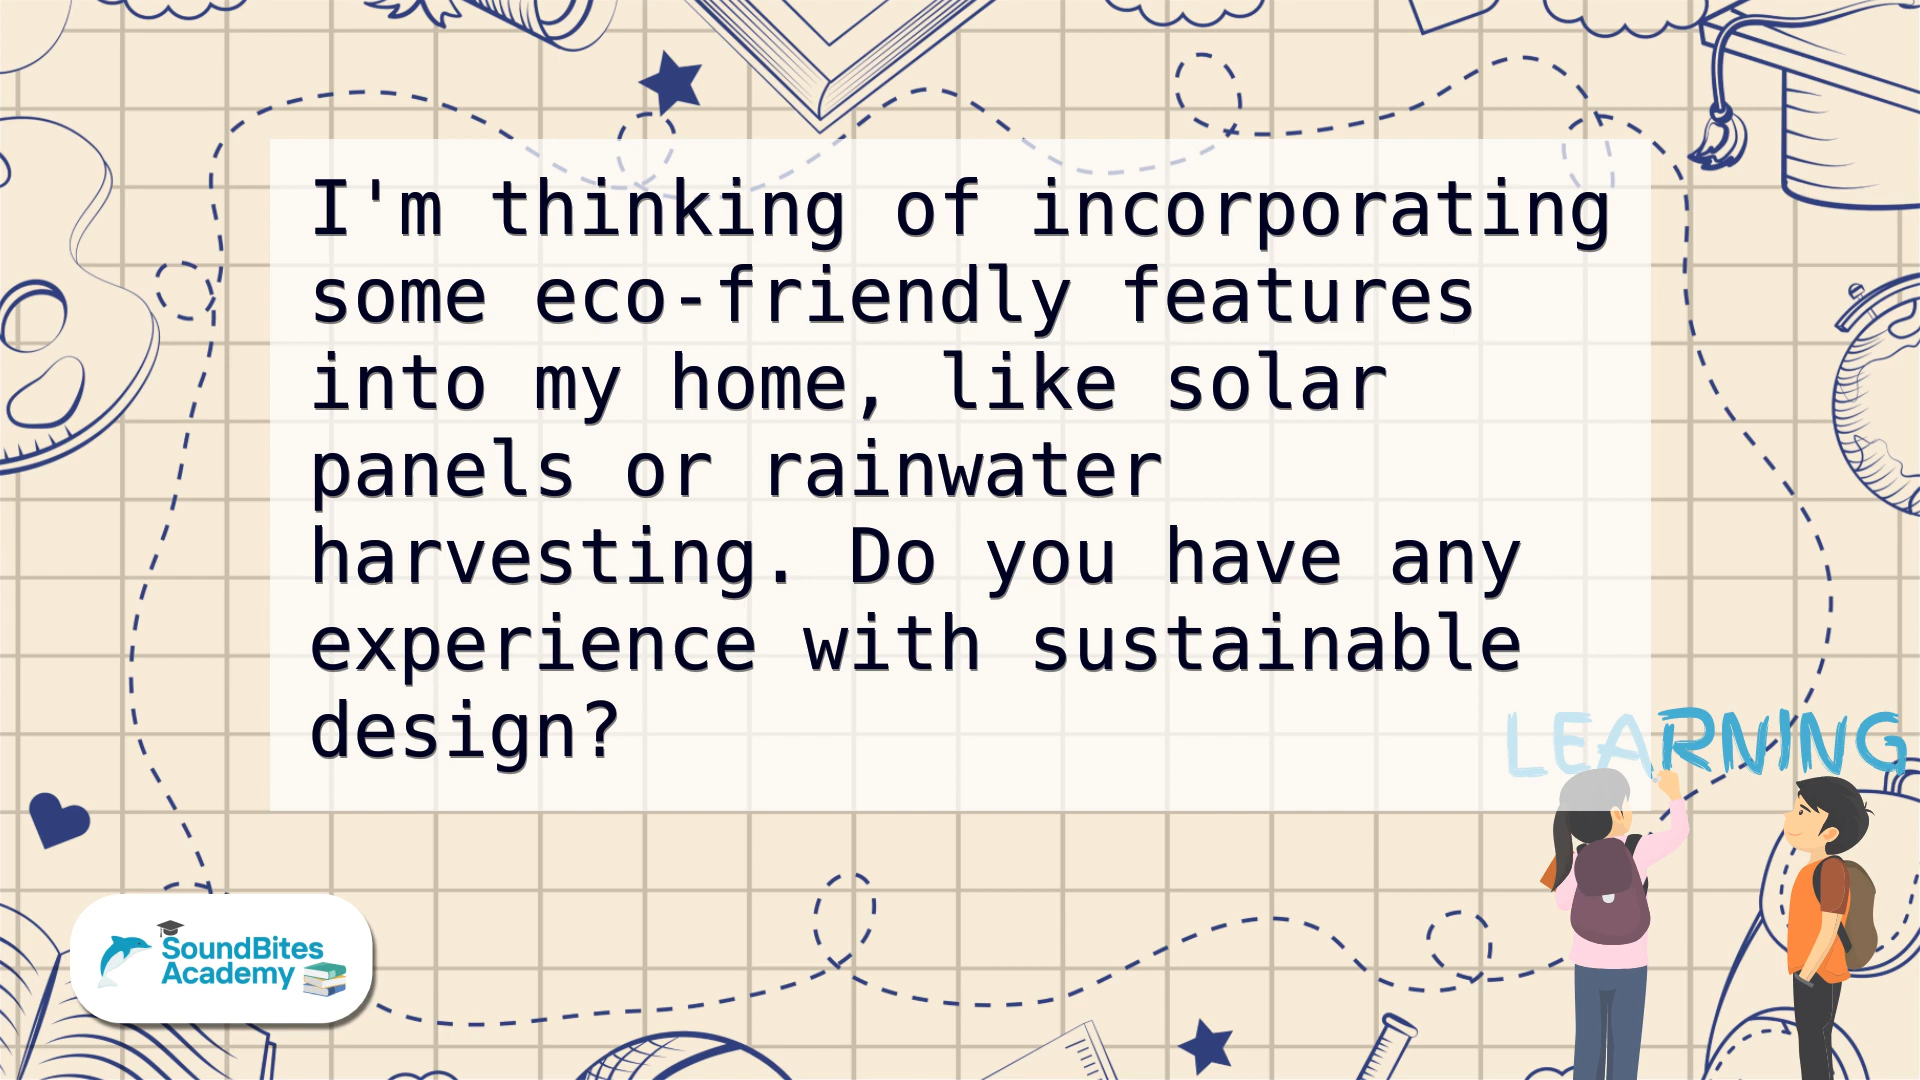 I'm thinking of incorporating
some eco-friendly features
into my home, like solar
panels or rainwater
harvesting. Do you have any
experience with sustainable
design?
LEARNING
SoundBites
Academy